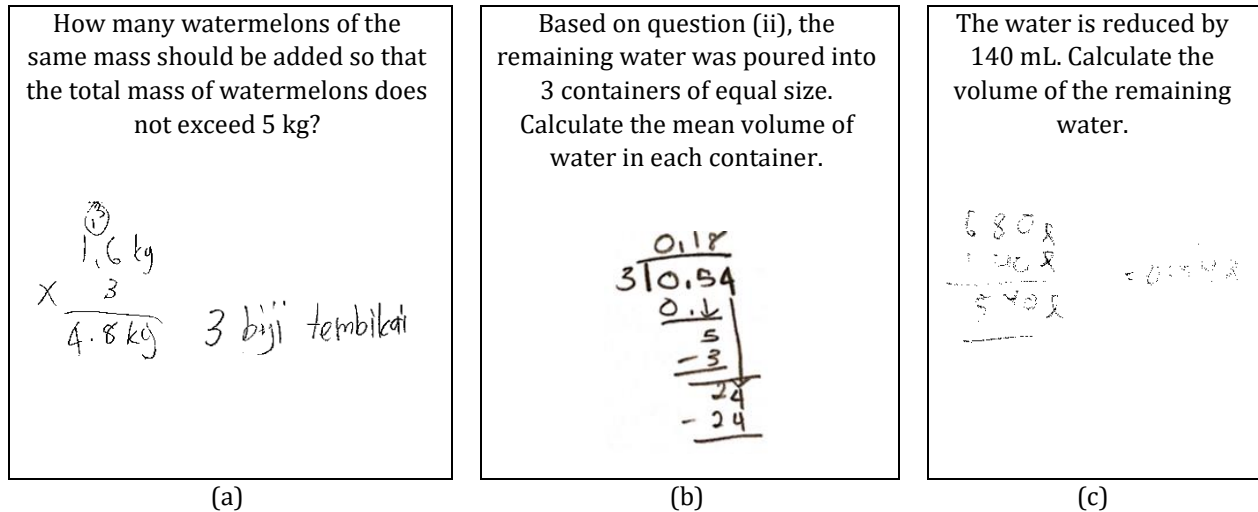 How many watermelons of the
same mass should be added so that
the total mass of watermelons does
not exceed 5 kg?
1.6 kg
x 3
4.8 kg 3 biji tembikai
(a)
Based on question (ii), the
remaining water was poured into
3 containers of equal size.
Calculate the mean volume of
water in each container.
0.18
3 0.54
0.
5
- 3
24
- 24
(b)
The water is reduced by
140 mL. Calculate the
volume of the remaining
water.
680 l
140 l
540 l
(c)